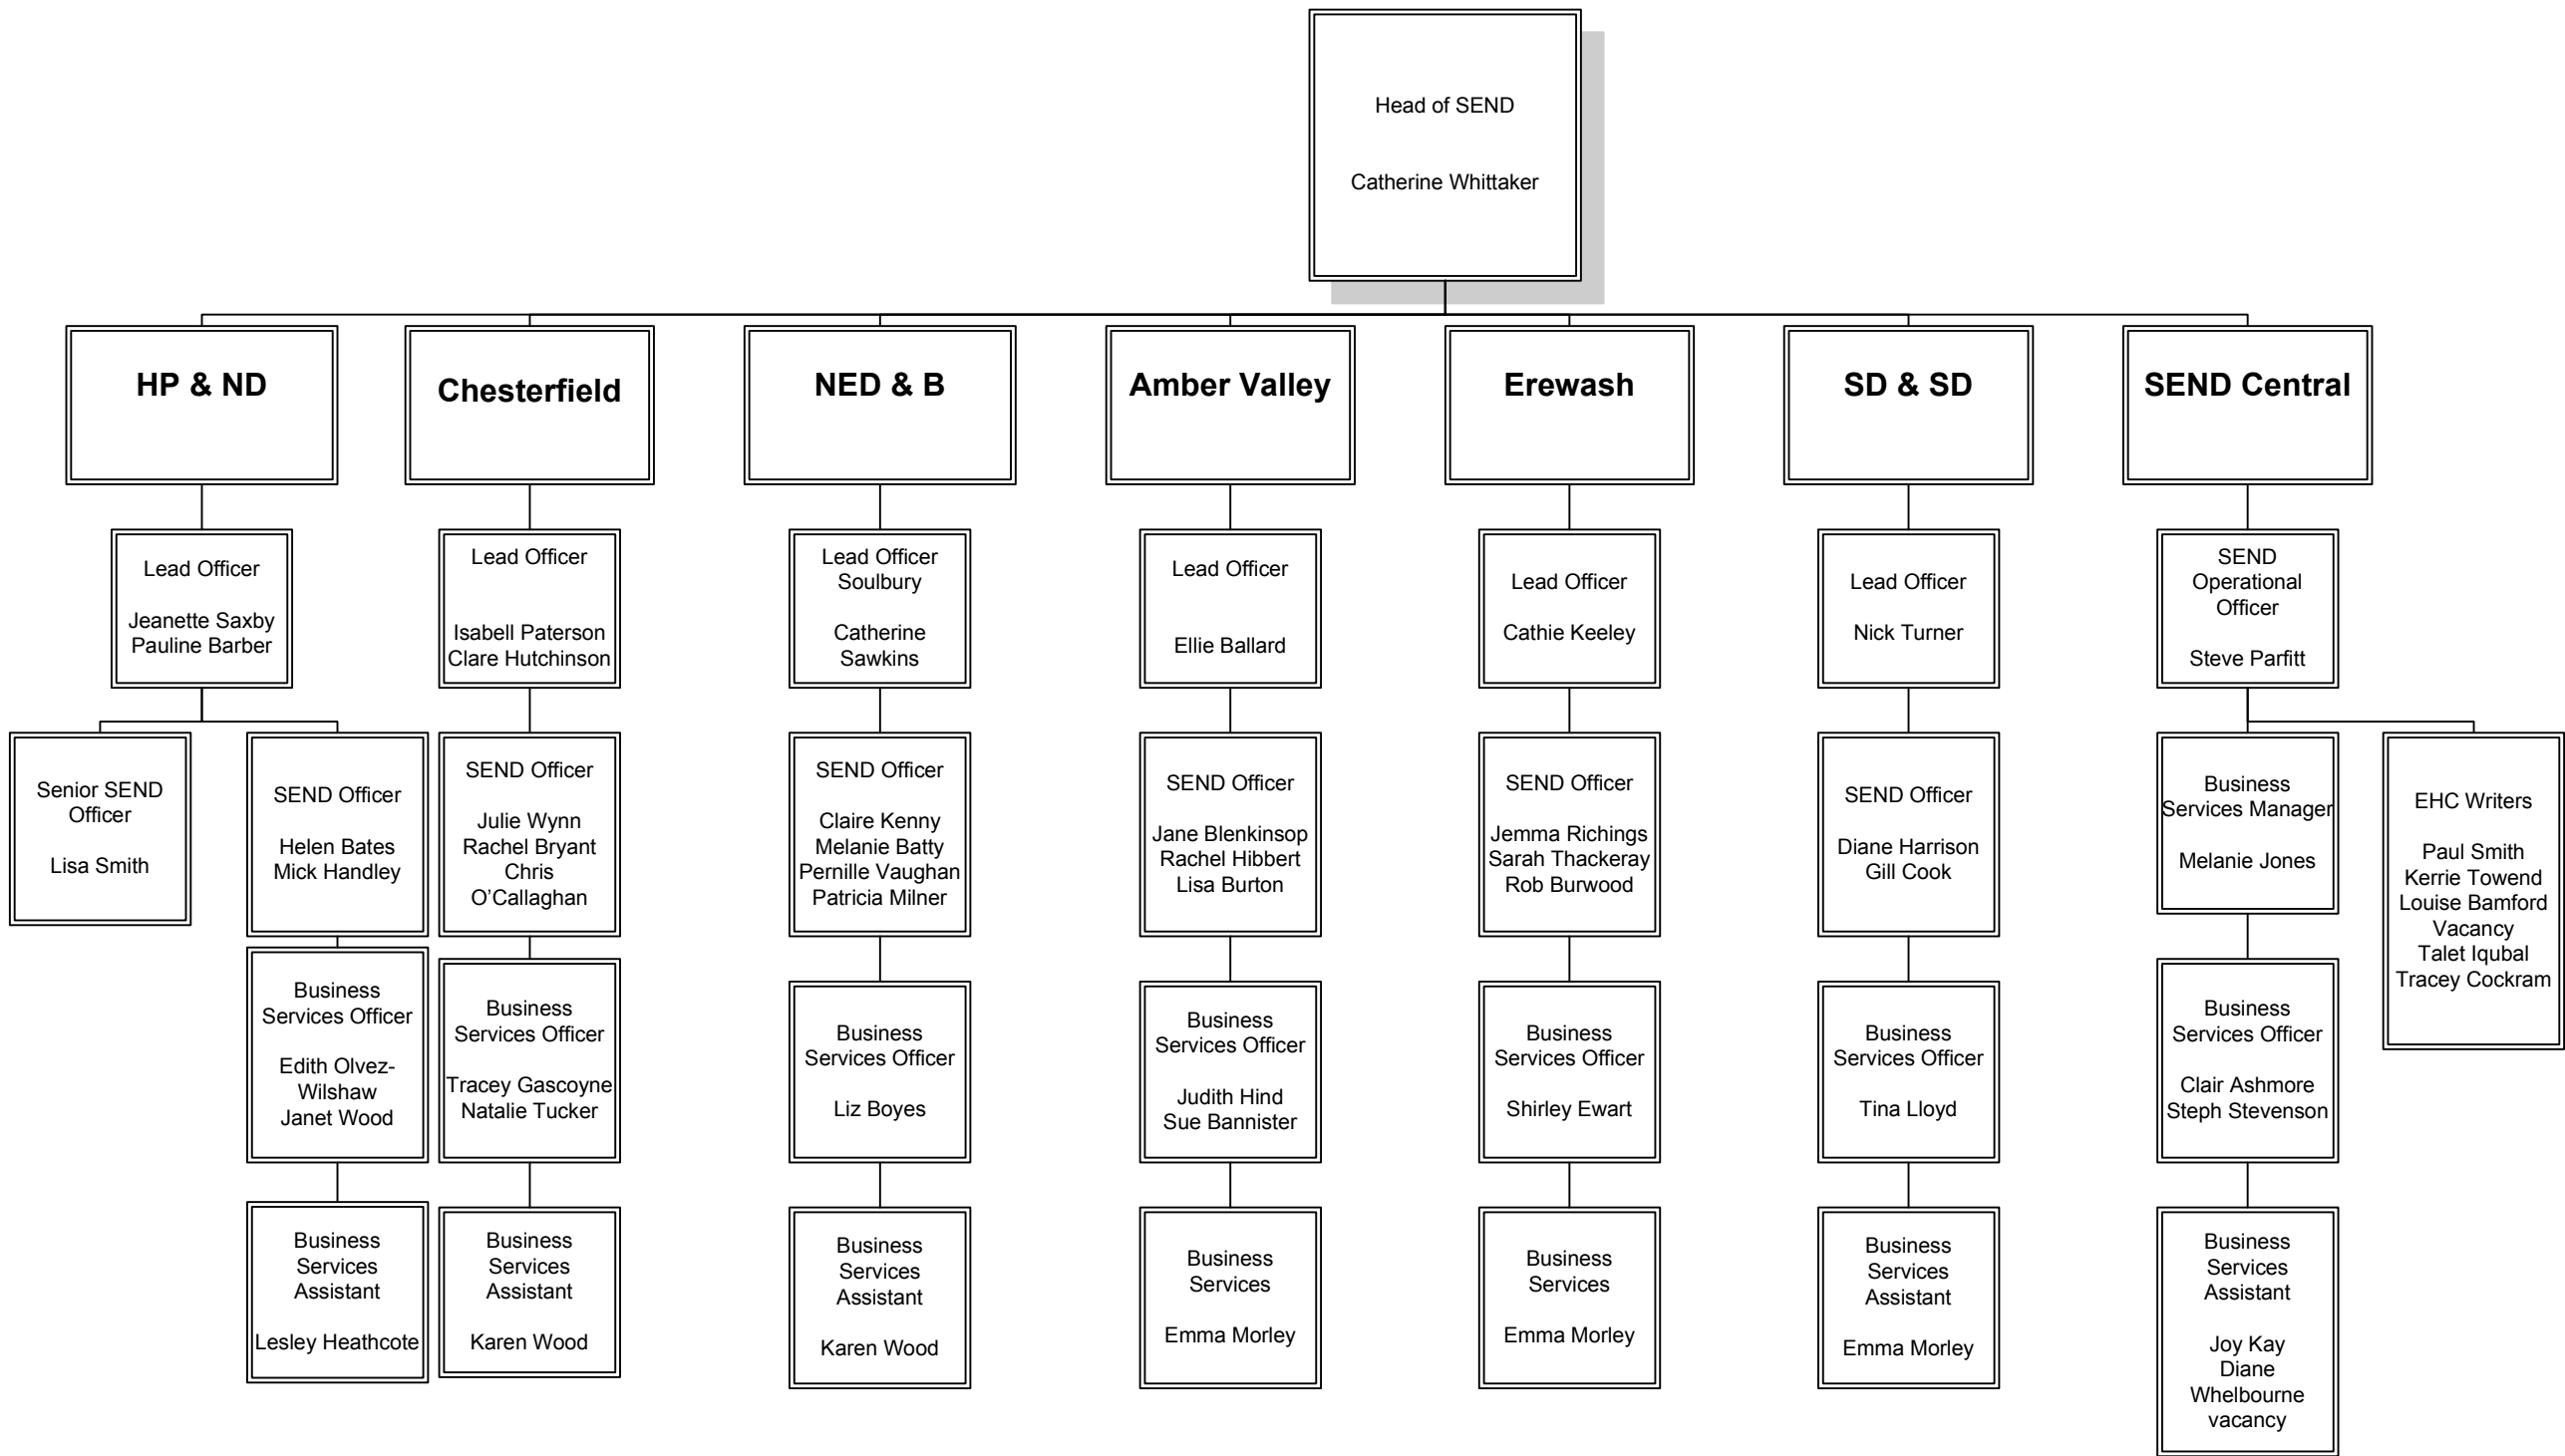 Head of SEND
Catherine Whittaker
HP & ND
Chesterfield
NED & B
Amber Valley
Erewash
SD & SD
SEND Central
Lead Officer
Jeanette Saxby
Pauline Barber
Lead Officer
Isabell Paterson
Clare Hutchinson
Lead Officer
Soulbury
Catherine
Sawkins
Lead Officer
Ellie Ballard
Lead Officer
Cathie Keeley
Lead Officer
Nick Turner
SEND
Operational
Officer
Steve Parfitt
Senior SEND
Officer
Lisa Smith
SEND Officer
Helen Bates
Mick Handley
SEND Officer
Julie Wynn
Rachel Bryant
Chris
O'Callaghan
SEND Officer
Claire Kenny
Melanie Batty
Pernille Vaughan
Patricia Milner
SEND Officer
Jane Blenkinsop
Rachel Hibbert
Lisa Burton
SEND Officer
Jemma Richings
Sarah Thackeray
Rob Burwood
SEND Officer
Diane Harrison
Gill Cook
Business
Services Manager
Melanie Jones
EHC Writers
Paul Smith
Kerrie Towend
Louise Bamford
Vacancy
Talet Iqubal
Tracey Cockram
Business
Services Officer
Edith Olvez-
Wilshaw
Janet Wood
Business
Services Officer
Tracey Gascoyne
Natalie Tucker
Business
Services Officer
Liz Boyes
Business
Services Officer
Judith Hind
Sue Bannister
Business
Services Officer
Shirley Ewart
Business
Services Officer
Tina Lloyd
Business
Services Officer
Clair Ashmore
Steph Stevenson
Business
Services
Assistant
Lesley Heathcote
Business
Services
Assistant
Karen Wood
Business
Services
Assistant
Karen Wood
Business
Services
Emma Morley
Business
Services
Emma Morley
Business
Services
Assistant
Emma Morley
Business
Services
Assistant
Joy Kay
Diane
Whelbourne
vacancy